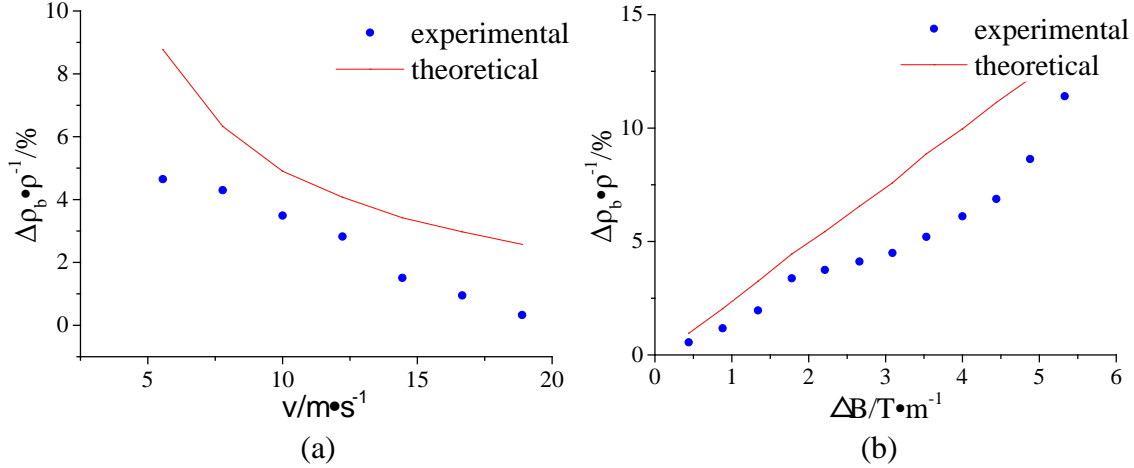 10
8
6
4
2
0
Δρb•ρ-1/%
experimental
theoretical
5
10
15
20
v/m•s-1
(a)
15
10
5
0
Δρb•ρ-1/%
experimental
theoretical
0
1
2
3
4
5
6
ΔB/T•m-1
(b)